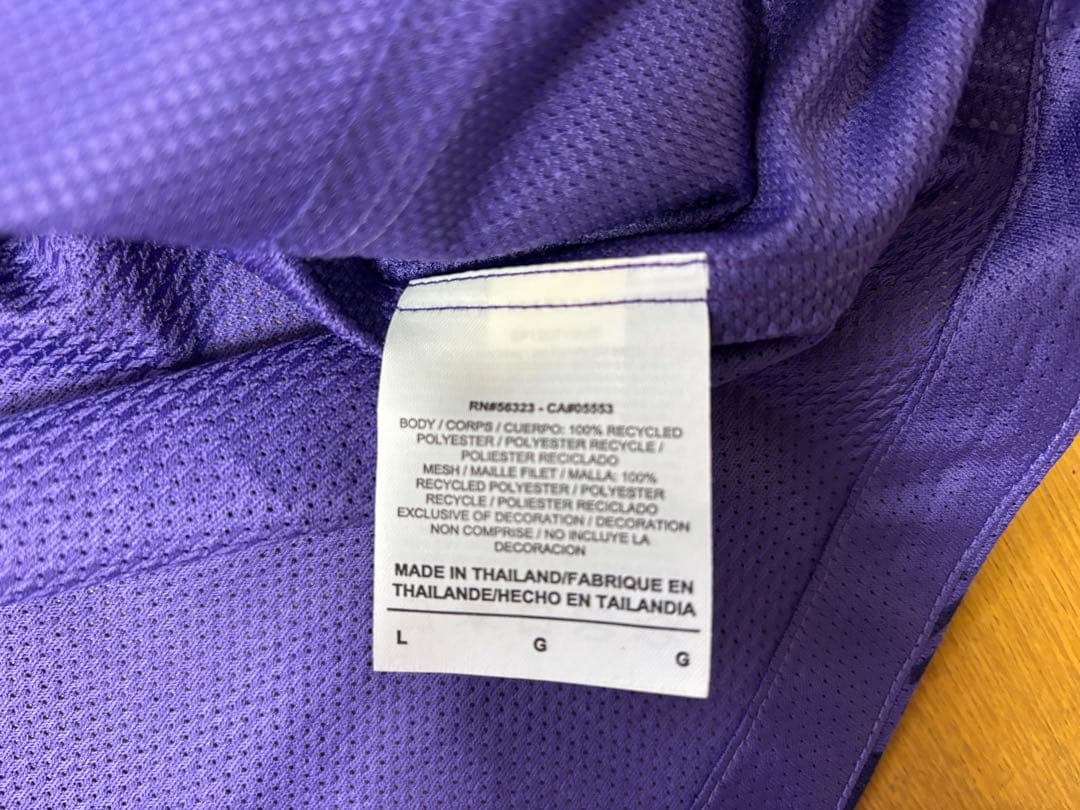 RN#56323 - CA#05553
BODY / CORPS / CUERPO: 100% RECYCLED
POLYESTER / POLYESTER RECYCLE /
POLIESTER RECICLADO
MESH / MAILLE FILET / MALLA: 100%
RECYCLED POLYESTER / POLYESTER
RECYCLE / POLIESTER RECICLADO
EXCLUSIVE OF DECORATION / DECORATION
NON COMPRISE / NO INCLUYE LA
DECORACION
MADE IN THAILAND/FABRIQUE EN
THAILANDE/HECHO EN TAILANDIA
L G G